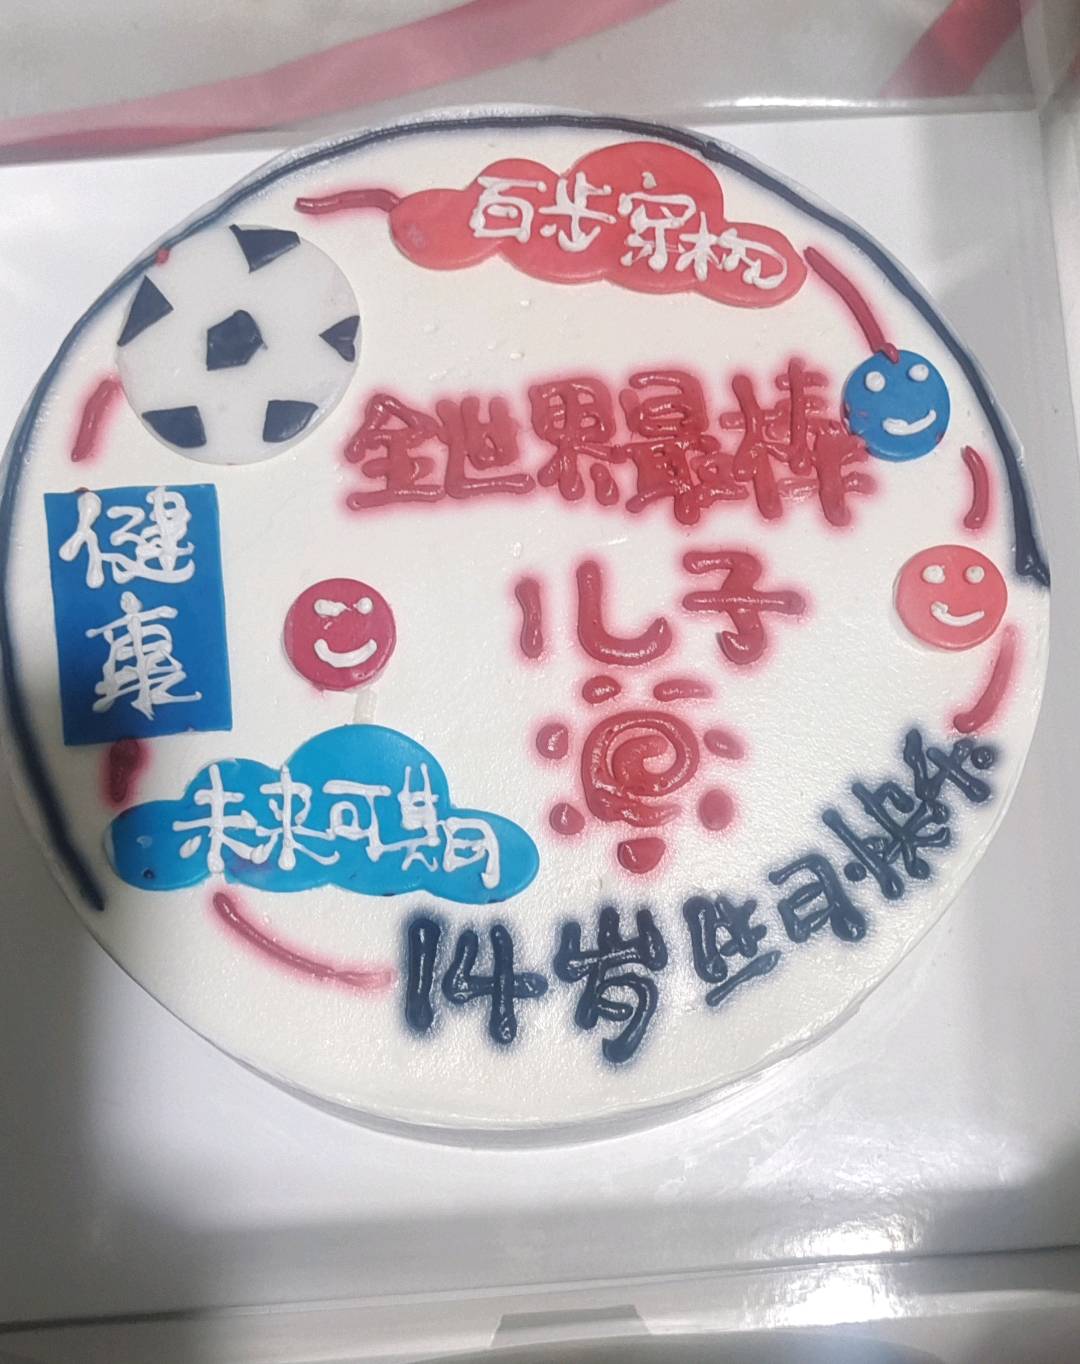 百步穿杨
全世界最棒
儿子
健
康
未来可期
14岁生日快乐